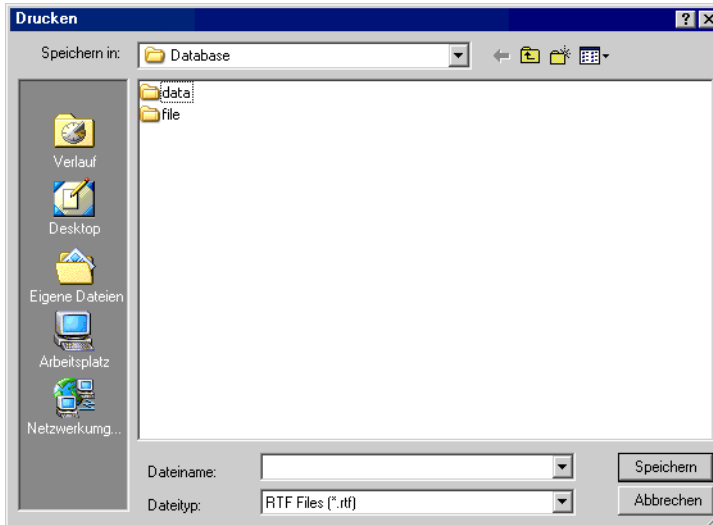 Drucken
Speichern in: Database
data
file
Verlauf
Desktop
Eigene Dateien
Arbeitsplatz
Netzwerkumg...
Dateiname: Speichern
Dateityp: RTF Files (*.rtf) Abbrechen